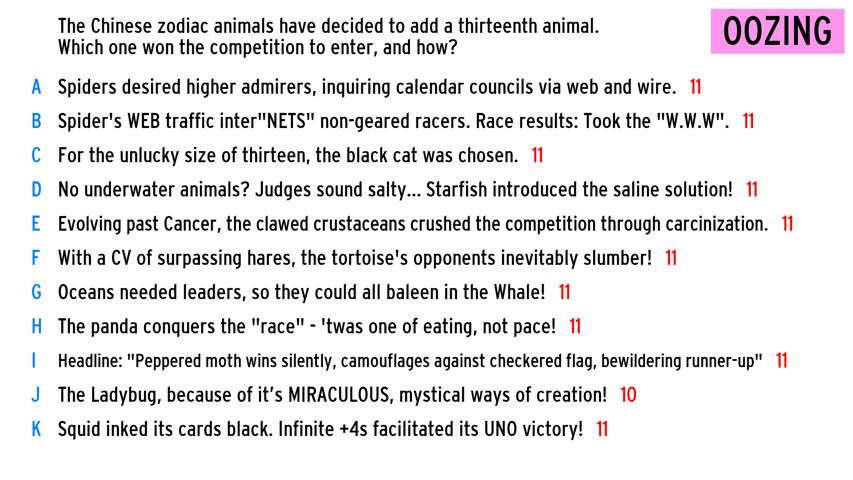 The Chinese zodiac animals have decided to add a thirteenth animal.
Which one won the competition to enter, and how?
OOZING
A Spiders desired higher admirers, inquiring calendar councils via web and wire. 11
B Spider's WEB traffic inter"NETS" non-geared racers. Race results: Took the "W.W.W". 11
C For the unlucky size of thirteen, the black cat was chosen. 11
D No underwater animals? Judges sound salty... Starfish introduced the saline solution! 11
E Evolving past Cancer, the clawed crustaceans crushed the competition through carcinization. 11
F With a CV of surpassing hares, the tortoise's opponents inevitably slumber! 11
G Oceans needed leaders, so they could all baleen in the Whale! 11
H The panda conquers the "race" - 'twas one of eating, not pace! 11
I Headline: "Peppered moth wins silently, camouflages against checkered flag, bewildering runner-up" 11
J The Ladybug, because of it's MIRACULOUS, mystical ways of creation! 10
K Squid inked its cards black. Infinite +4s facilitated its UNO victory! 11